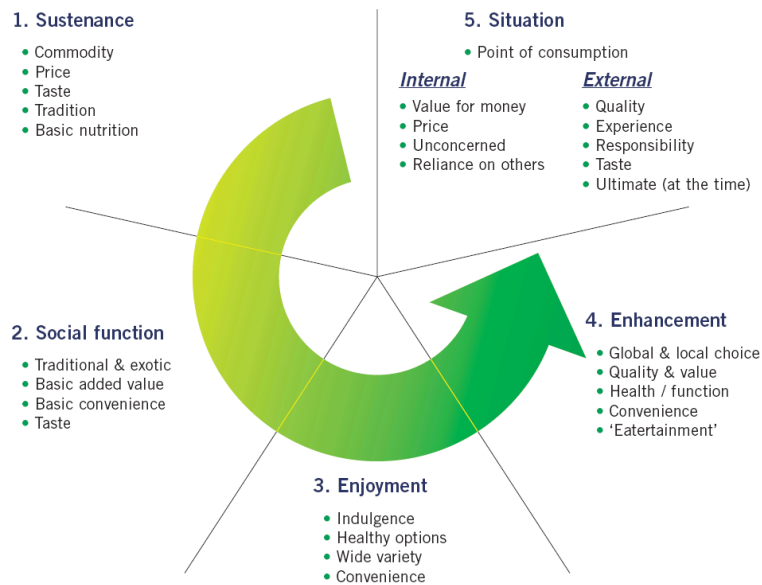 1. Sustenance
• Commodity
• Price
• Taste
• Tradition
• Basic nutrition
5. Situation
• Point of consumption
Internal
• Value for money
• Price
• Unconcerned
• Reliance on others
External
• Quality
• Experience
• Responsibility
• Taste
• Ultimate (at the time)
2. Social function
• Traditional & exotic
• Basic added value
• Basic convenience
• Taste
4. Enhancement
• Global & local choice
• Quality & value
• Health / function
• Convenience
• ‘Eatertainment’
3. Enjoyment
• Indulgence
• Healthy options
• Wide variety
• Convenience